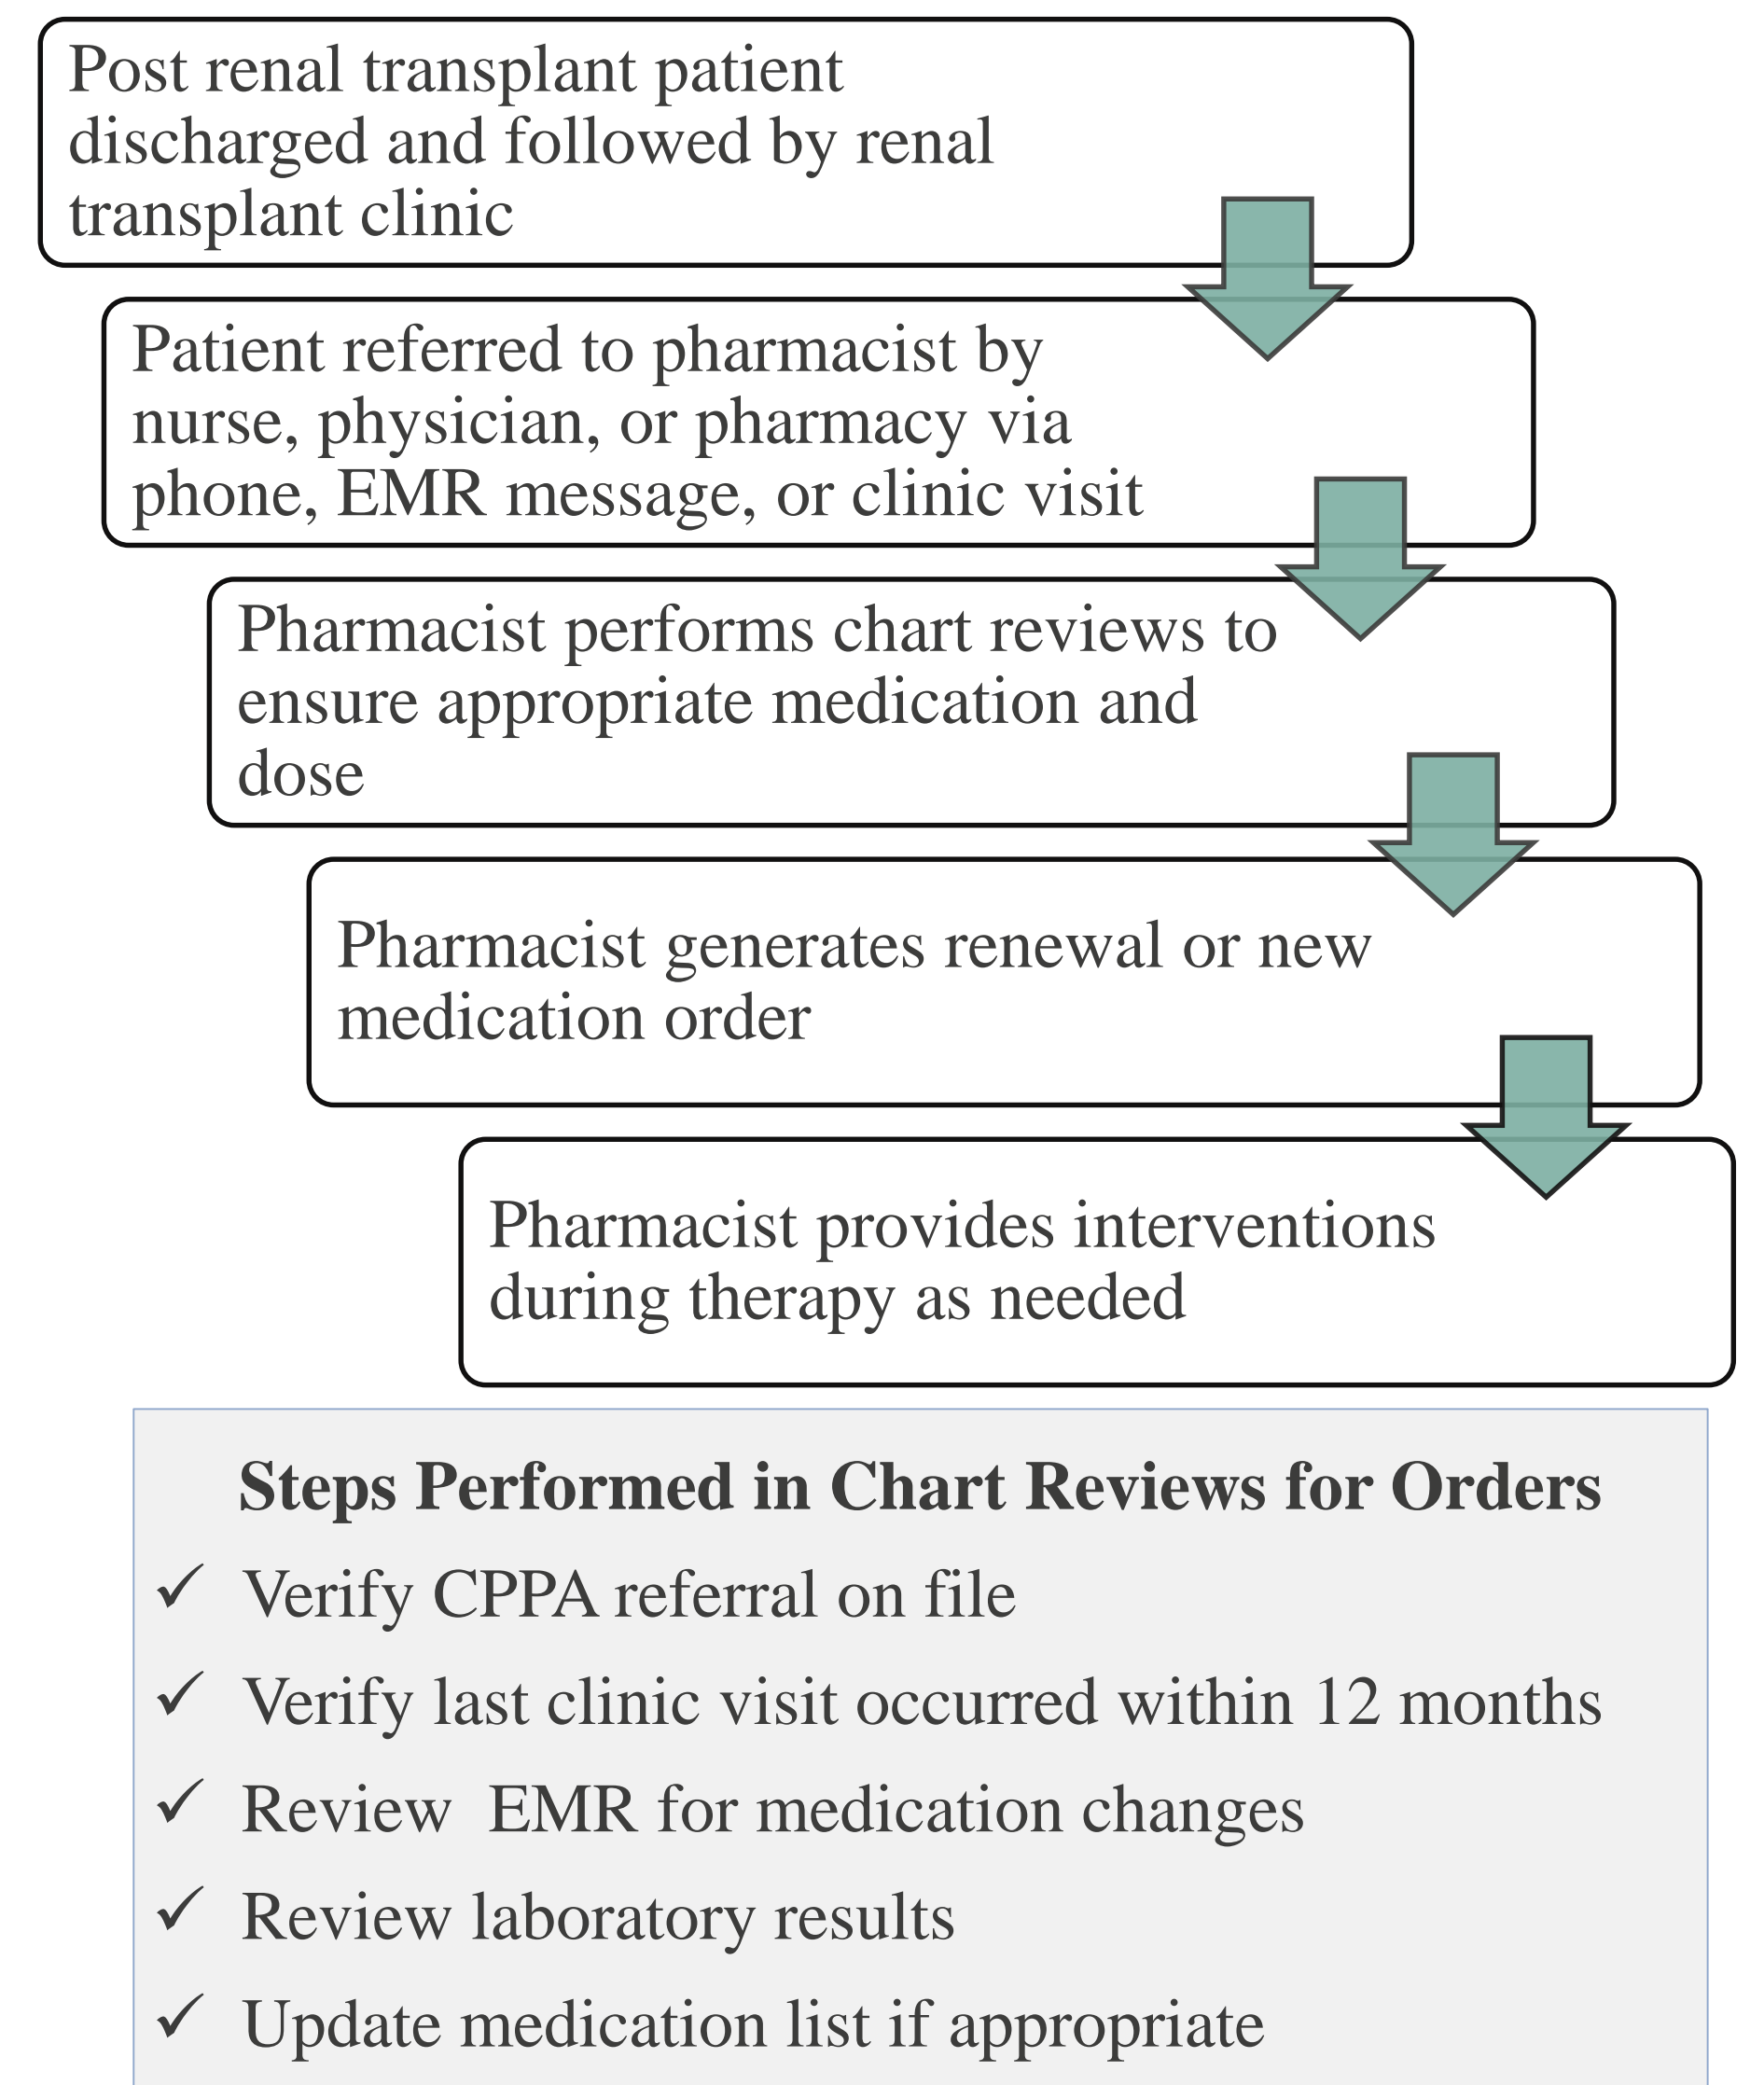 Post renal transplant patient
discharged and followed by renal
transplant clinic
Patient referred to pharmacist by
nurse, physician, or pharmacy via
phone, EMR message, or clinic visit
Pharmacist performs chart reviews to
ensure appropriate medication and
dose
Pharmacist generates renewal or new
medication order
Pharmacist provides interventions
during therapy as needed
Steps Performed in Chart Reviews for Orders
✓ Verify CPPA referral on file
✓ Verify last clinic visit occurred within 12 months
✓ Review  EMR for medication changes
✓ Review laboratory results
✓ Update medication list if appropriate